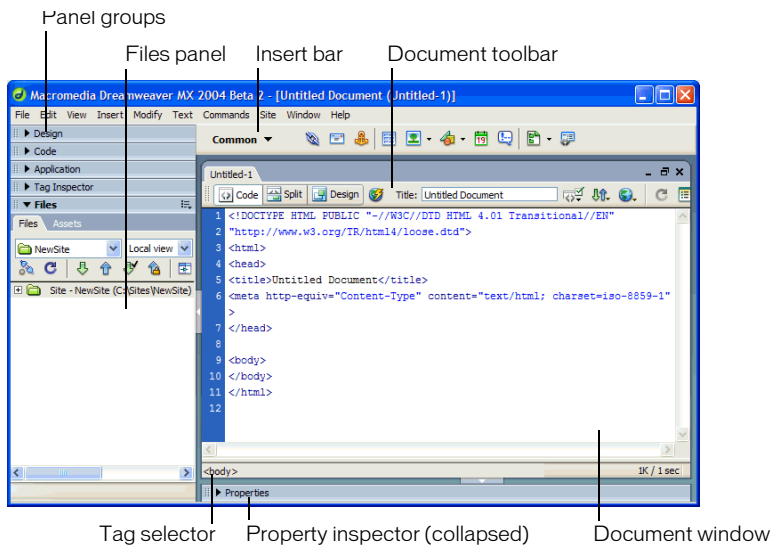 Panel groups
Files panel
Insert bar
Document toolbar
Macromedia Dreamweaver MX 2004 Beta 2 - [Untitled Document (Untitled-1)]
File Edit View Insert Modify Text Commands Site Window Help
Design
Common
Code
Application
Untitled-1
Tag Inspector
Files
Code Split Design Title: Untitled Document
Files Assets
NewSite Local view
Site - NewSite (C:\Sites\NewSite)
1 <!DOCTYPE HTML PUBLIC "-//W3C//DTD HTML 4.01 Transitional//EN"
2 "http://www.w3.org/TR/html4/loose.dtd">
3 <html>
4 <head>
5 <title>Untitled Document</title>
6 <meta http-equiv="Content-Type" content="text/html; charset=iso-8859-1"
>
7 </head>
8
9 <body>
10 </body>
11 </html>
12
<body>
1K / 1 sec
Properties
Tag selector
Property inspector (collapsed)
Document window